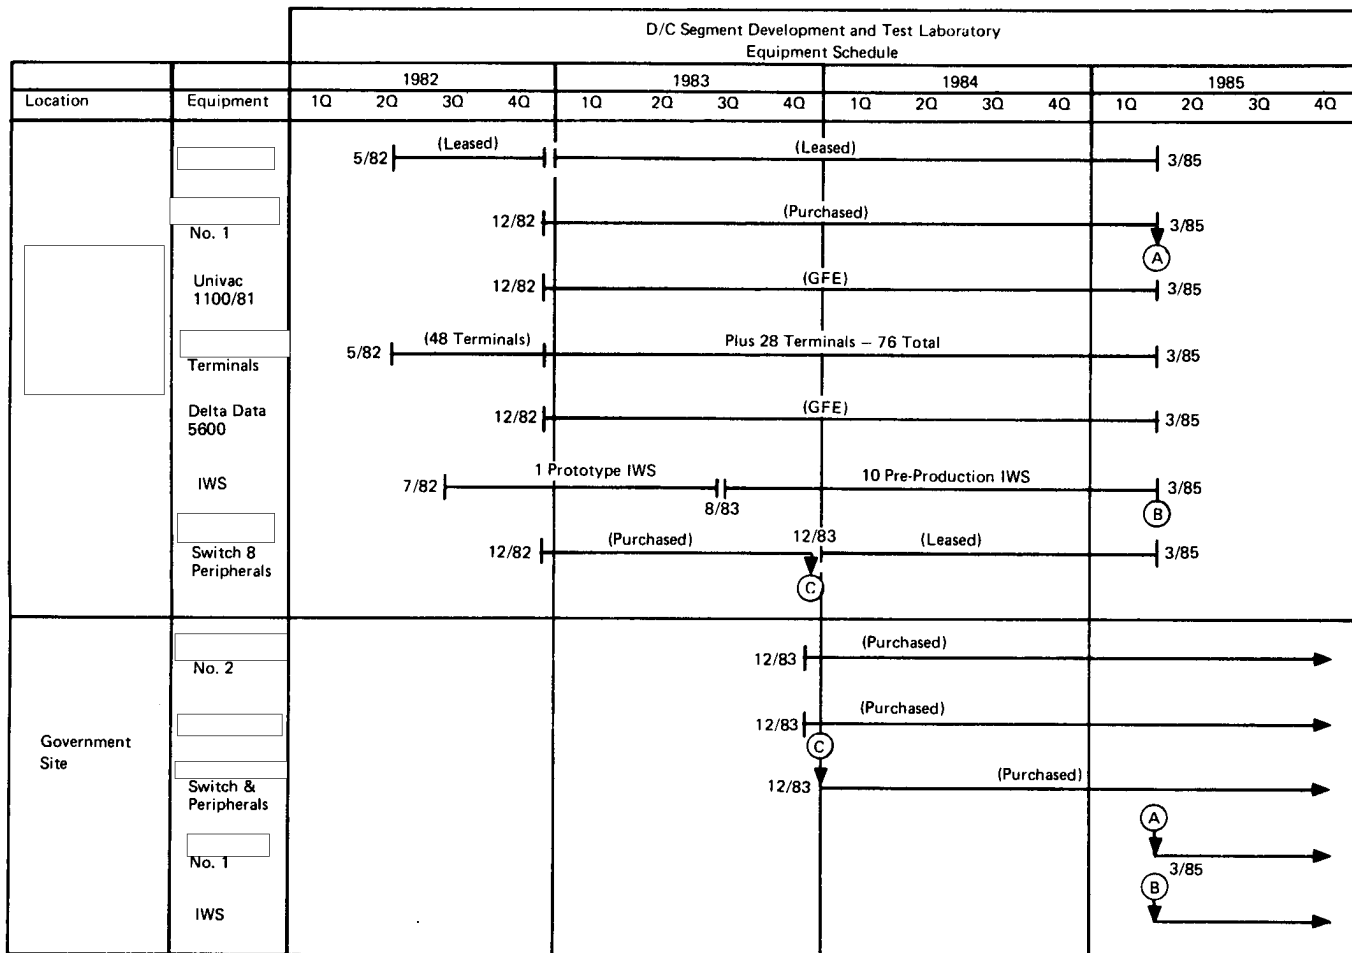 D/C Segment Development and Test Laboratory
Equipment Schedule
1982 1983 1984 1985
Location Equipment 1Q 2Q 3Q 4Q 1Q 2Q 3Q 4Q 1Q 2Q 3Q 4Q 1Q 2Q 3Q 4Q
5/82 (Leased) (Leased) 3/85
No. 1 12/82 (Purchased) 3/85
A
Univac
1100/81 12/82 (GFE) 3/85
Terminals 5/82 (48 Terminals) Plus 28 Terminals – 76 Total 3/85
Delta Data
5600 12/82 (GFE) 3/85
IWS 7/82 1 Prototype IWS 8/83 10 Pre-Production IWS 3/85
B
Switch 8
Peripherals 12/82 (Purchased) 12/83 (Leased) 3/85
C
Government
Site
No. 2 12/83 (Purchased)
12/83 (Purchased)
C
Switch &
Peripherals 12/83 (Purchased)
A
No. 1 3/85
B
IWS